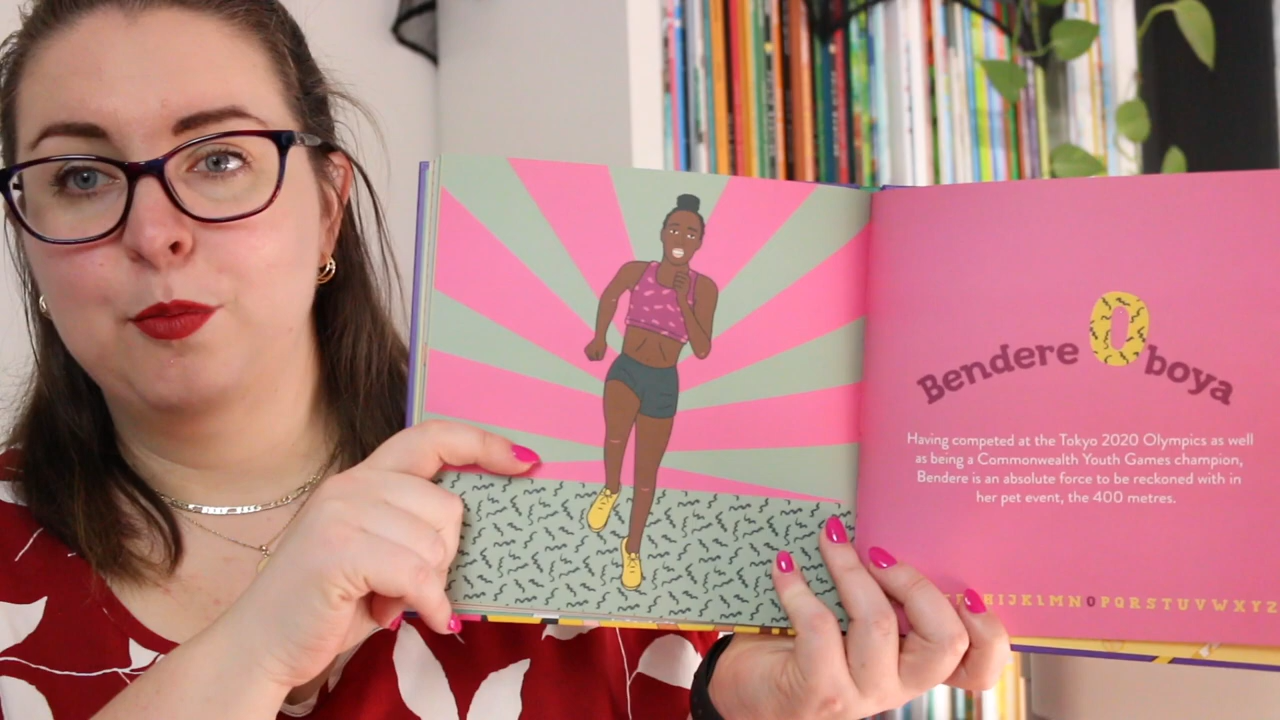 Bendere Oboya
Having competed at the Tokyo 2020 Olympics as well
as being a Commonwealth Youth Games champion,
Bendere is an absolute force to be reckoned with in
her pet event, the 400 metres.
HIJKLMNOPQRSTUVWXYZ